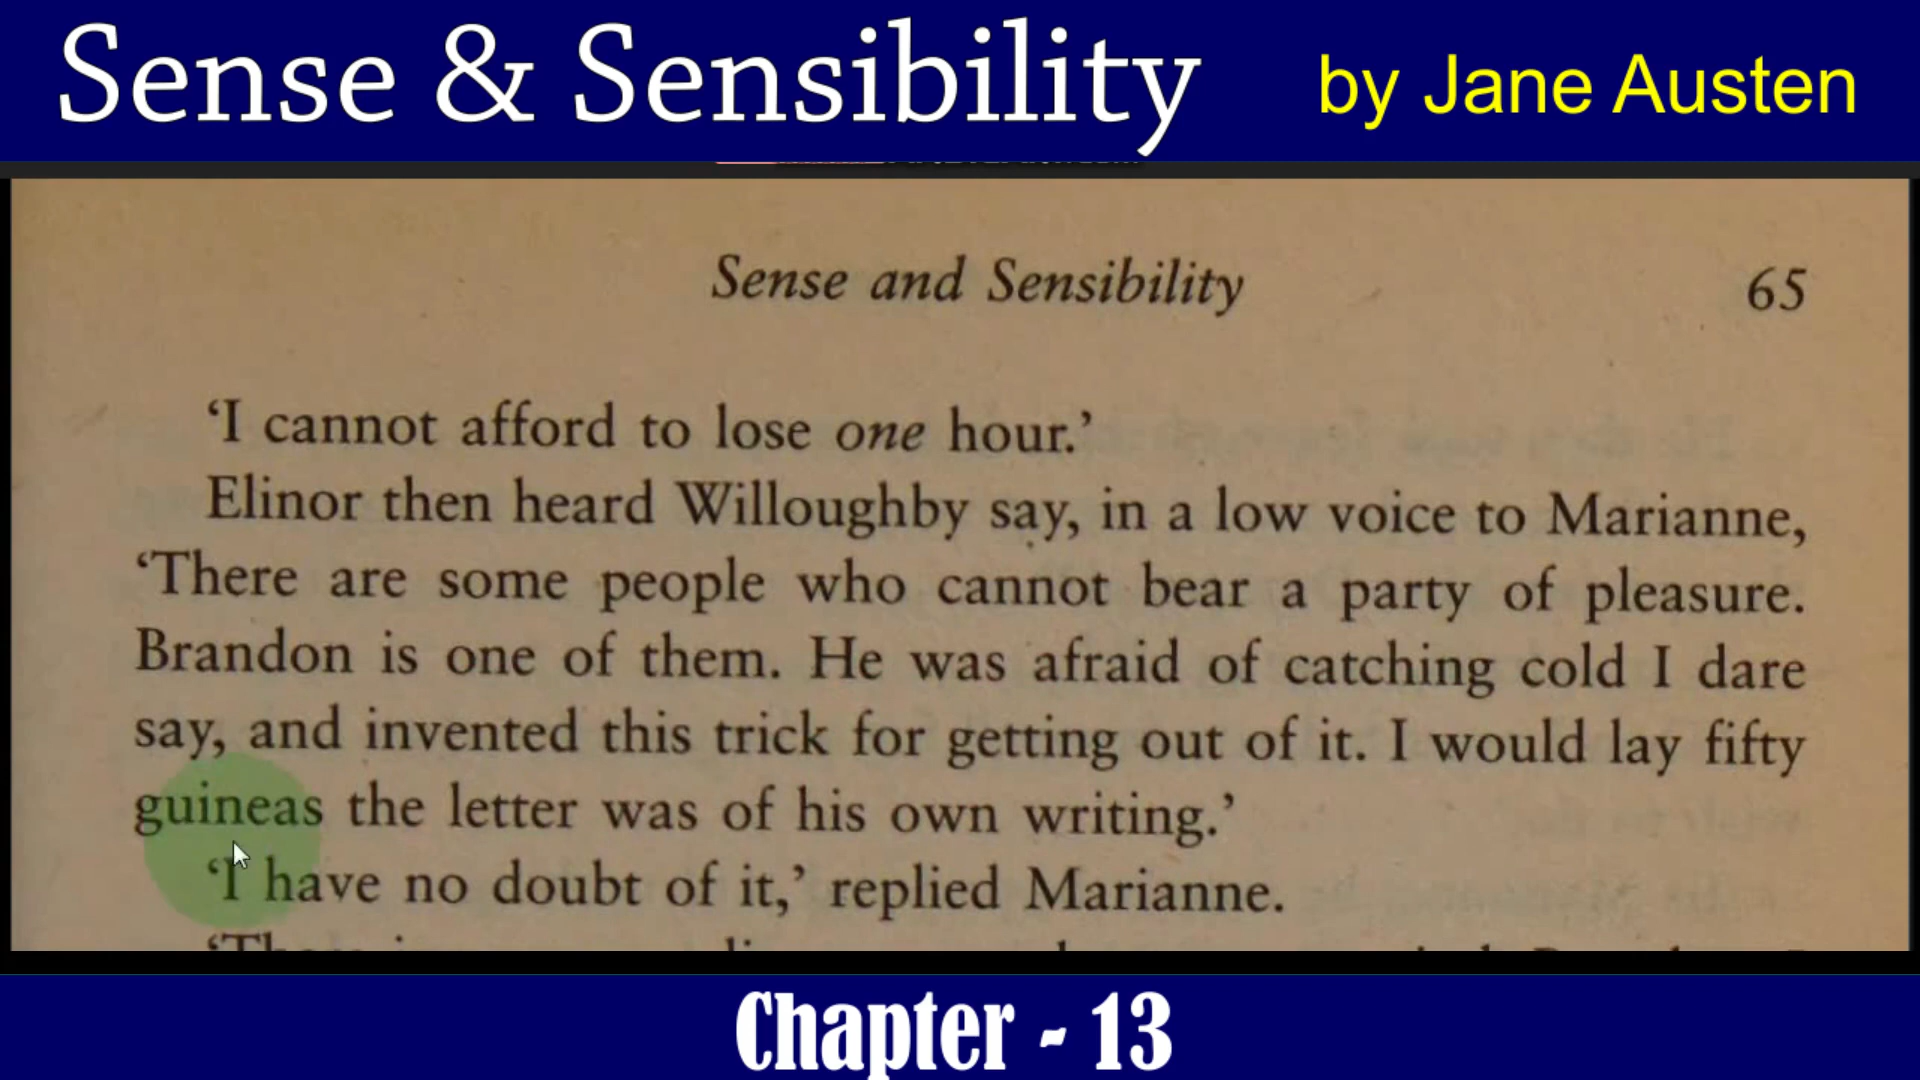 Sense & Sensibility by Jane Austen
Sense and Sensibility 65
‘I cannot afford to lose one hour.’
Elinor then heard Willoughby say, in a low voice to Marianne,
‘There are some people who cannot bear a party of pleasure.
Brandon is one of them. He was afraid of catching cold I dare
say, and invented this trick for getting out of it. I would lay fifty
guineas the letter was of his own writing.’
‘I have no doubt of it,’ replied Marianne.
Chapter - 13